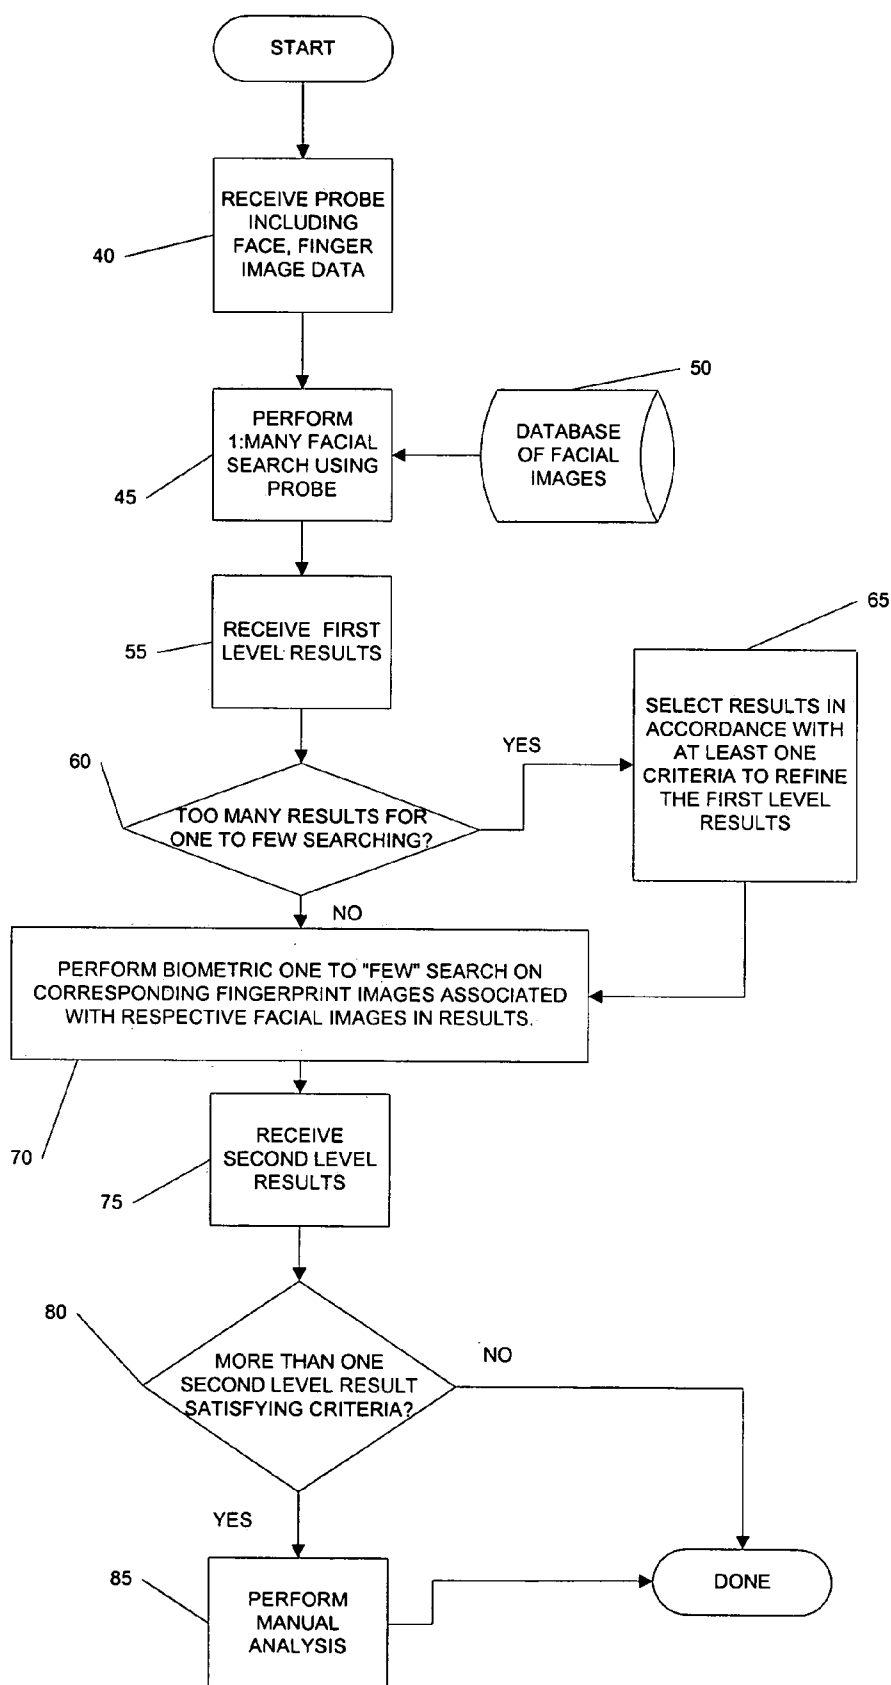 START
RECEIVE PROBE
INCLUDING
FACE, FINGER
IMAGE DATA
40
50
PERFORM
1:MANY FACIAL
SEARCH USING
PROBE
DATABASE
OF FACIAL
IMAGES
45
65
RECEIVE FIRST
LEVEL RESULTS
55
SELECT RESULTS IN
ACCORDANCE WITH
AT LEAST ONE
CRITERIA TO REFINE
THE FIRST LEVEL
RESULTS
YES
60
TOO MANY RESULTS FOR
ONE TO FEW SEARCHING?
NO
PERFORM BIOMETRIC ONE TO "FEW" SEARCH ON
CORRESPONDING FINGERPRINT IMAGES ASSOCIATED
WITH RESPECTIVE FACIAL IMAGES IN RESULTS.
70
RECEIVE
SECOND LEVEL
RESULTS
75
80
NO
MORE THAN ONE
SECOND LEVEL RESULT
SATISFYING CRITERIA?
YES
85
PERFORM
MANUAL
ANALYSIS
DONE